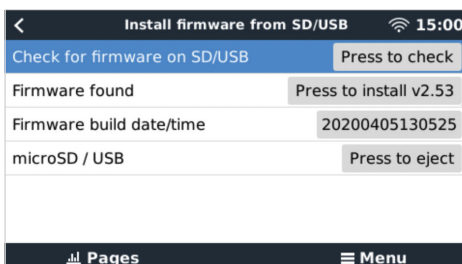 Install firmware from SD/USB 15:00
Check for firmware on SD/USB Press to check
Firmware found Press to install v2.53
Firmware build date/time 20200405130525
microSD / USB Press to eject
Pages Menu